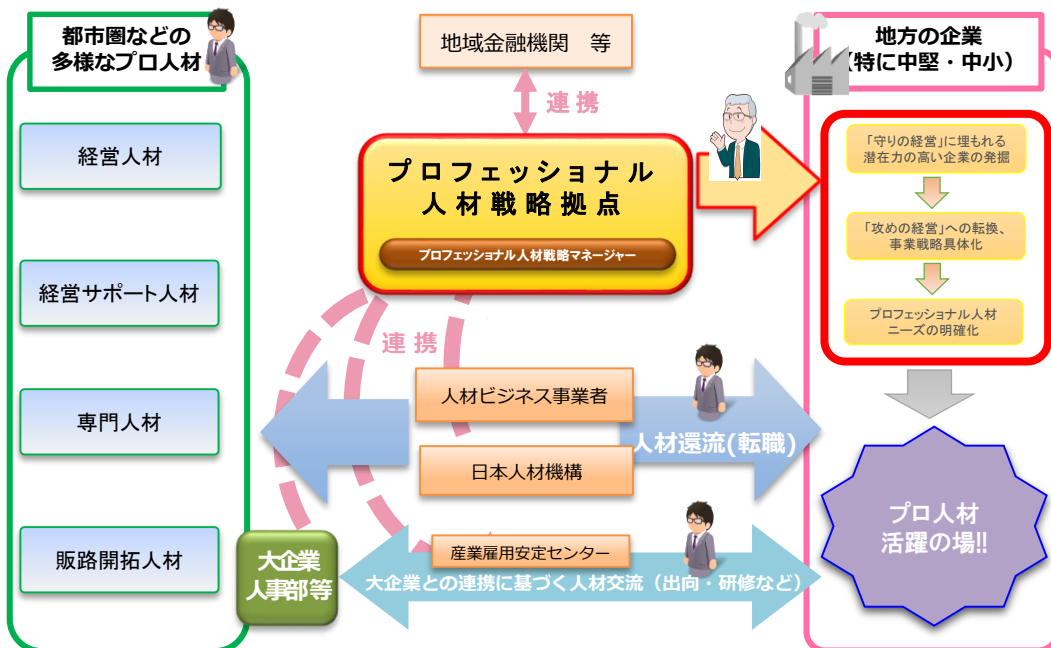 都市圏などの
多様なプロ人材
経営人材
経営サポート人材
専門人材
販路開拓人材
大企業
人事部等
地域金融機関　等
連携
プロフェッショナル
人材戦略拠点
プロフェッショナル人材戦略マネージャー
連携
人材ビジネス事業者
人材還流(転職)
日本人材機構
産業雇用安定センター
大企業との連携に基づく人材交流（出向・研修など）
地方の企業
（特に中堅・中小）
「守りの経営」に埋もれる
潜在力の高い企業の発掘
「攻めの経営」への転換、
事業戦略具体化
プロフェッショナル人材
ニーズの明確化
プロ人材
活躍の場!!